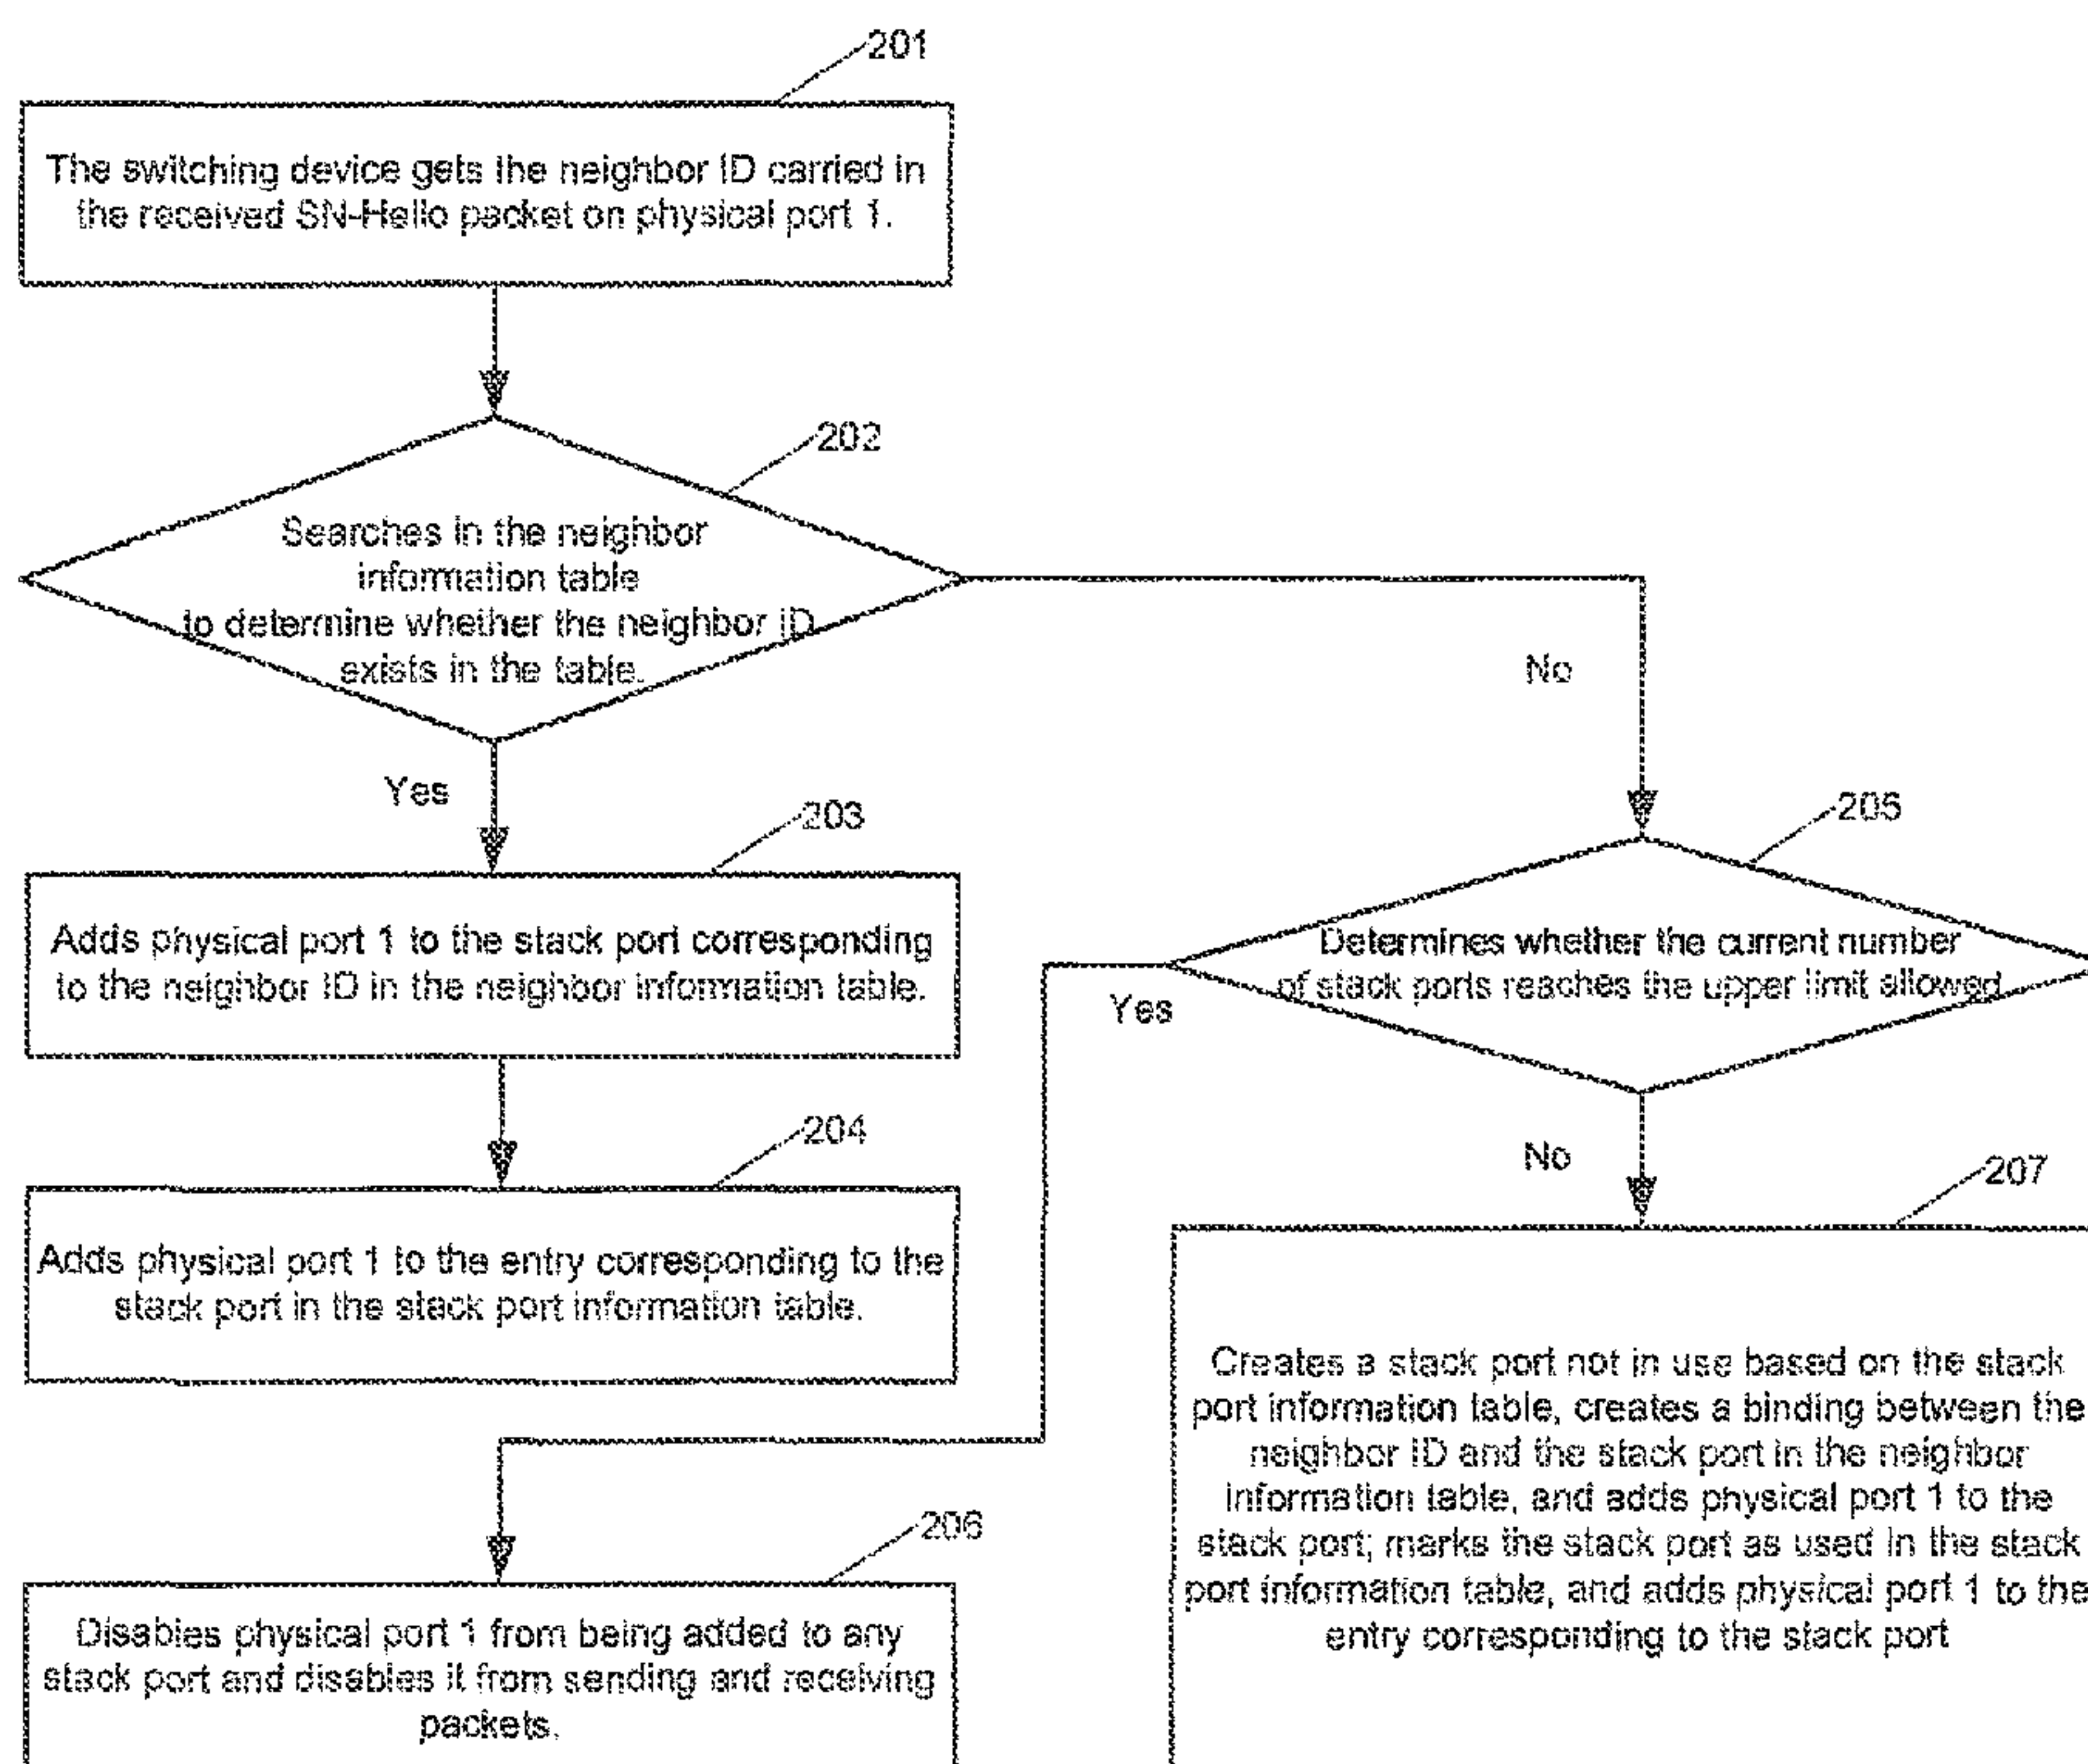 201
The switching device gets the neighbor ID carried in
the received SN-Hello packet on physical port 1.
202
Searches in the neighbor
information table
to determine whether the neighbor ID
exists in the table.
No
Yes
203
205
Adds physical port 1 to the stack port corresponding
to the neighbor ID in the neighbor information table.
Determines whether the current number
of stack ports reaches the upper limit allowed
Yes
204
No
207
Adds physical port 1 to the entry corresponding to the
stack port in the stack port information table.
Creates a stack port not in use based on the stack
port information table, creates a binding between the
neighbor ID and the stack port in the neighbor
information table, and adds physical port 1 to the
stack port; marks the stack port as used in the stack
port information table, and adds physical port 1 to the
entry corresponding to the stack port
206
Disables physical port 1 from being added to any
stack port and disables it from sending and receiving
packets.